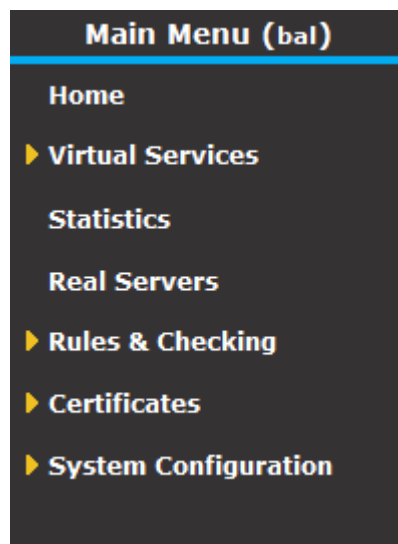 Main Menu (bal)
Home
Virtual Services
Statistics
Real Servers
Rules & Checking
Certificates
System Configuration